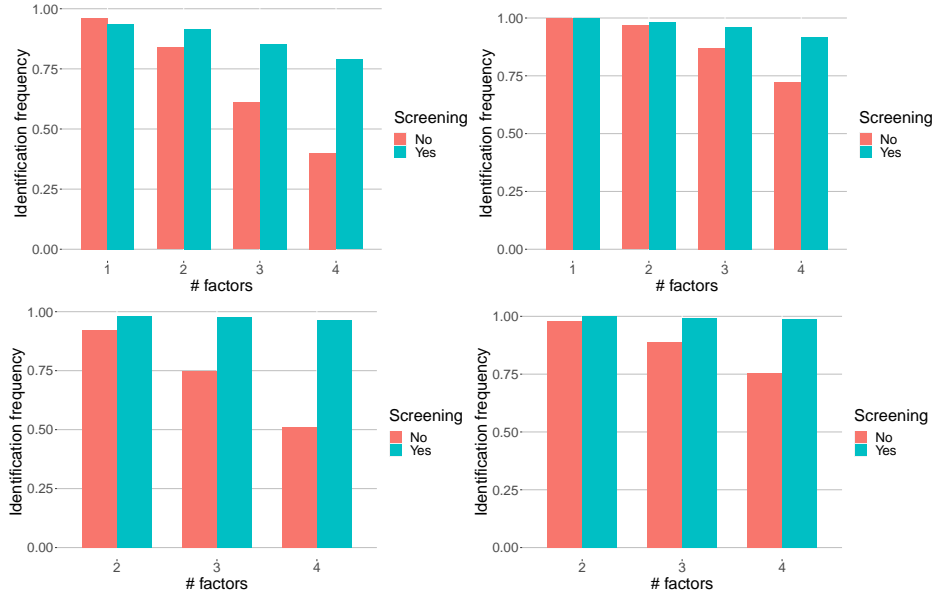 1.00
0.75
0.50
0.25
0.00
Identification frequency
1 2 3 4
# factors
Screening
No
Yes
1.00
0.75
0.50
0.25
0.00
Identification frequency
1 2 3 4
# factors
Screening
No
Yes
1.00
0.75
0.50
0.25
0.00
Identification frequency
2 3 4
# factors
Screening
No
Yes
1.00
0.75
0.50
0.25
0.00
Identification frequency
2 3 4
# factors
Screening
No
Yes